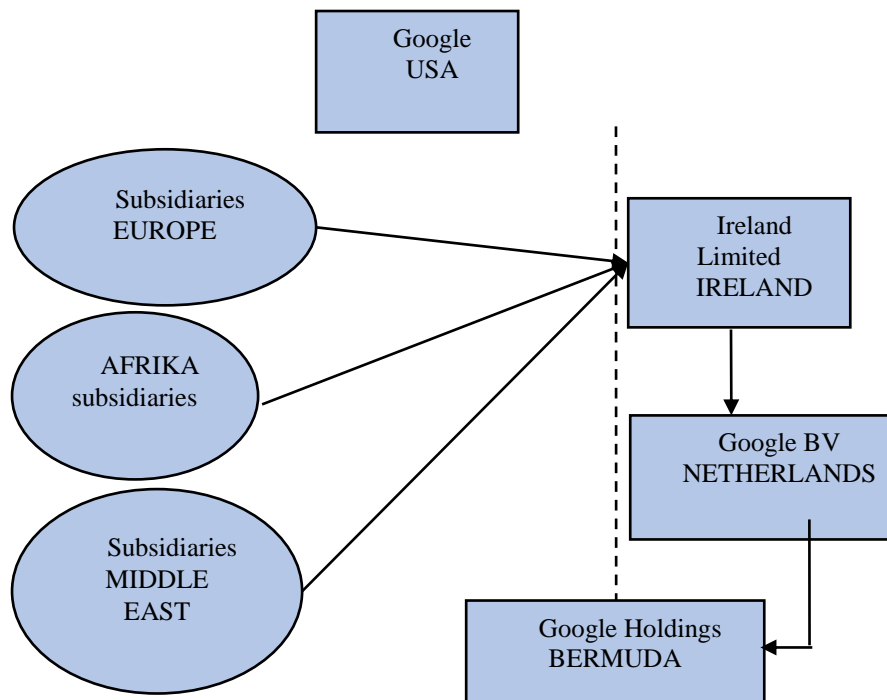 Google
USA
Subsidiaries
EUROPE
Ireland
Limited
IRELAND
AFRIKA
subsidiaries
Google BV
NETHERLANDS
Subsidiaries
MIDDLE
EAST
Google Holdings
BERMUDA